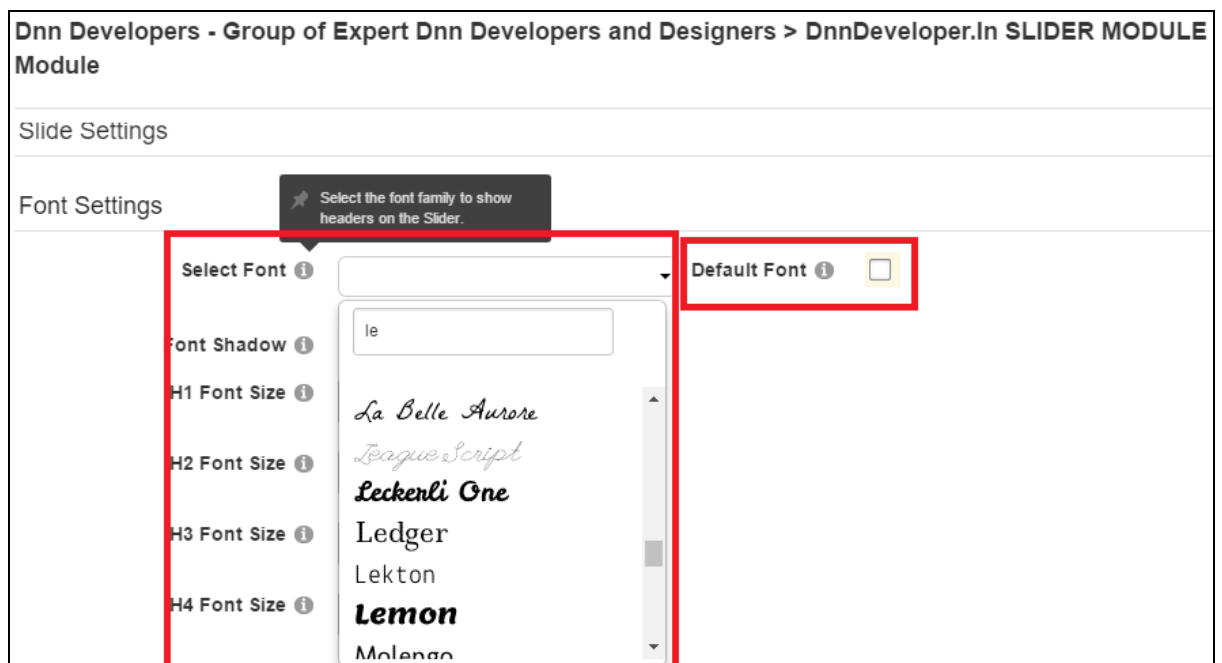 Dnn Developers - Group of Expert Dnn Developers and Designers > DnnDeveloper.In SLIDER MODULE
Module
Slide Settings
Font Settings
Select the font family to show
headers on the Slider.
Select Font
Default Font
le
Font Shadow
H1 Font Size
La Belle Aurore
H2 Font Size
League Script
Leckerli One
H3 Font Size
Ledger
Lekton
H4 Font Size
Lemon
Molengo